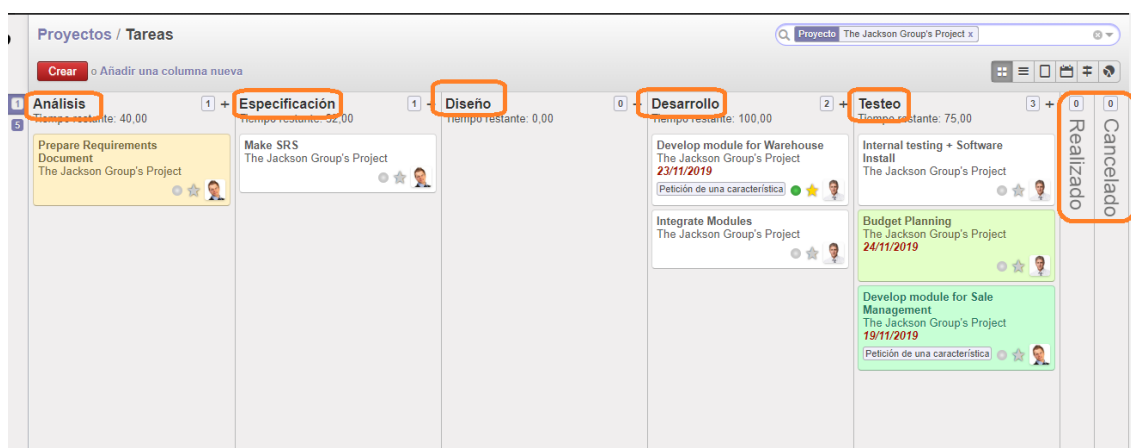 Proyectos / Tareas
Proyecto The Jackson Group's Project x
Crear o Añadir una columna nueva
1
5
Análisis 1 +
Tiempo restante: 40,00
Prepare Requirements
Document
The Jackson Group's Project
Especificación 1
Tiempo restante: 32,00
Make SRS
The Jackson Group's Project
Diseño 0
Tiempo restante: 0,00
Desarrollo 2 +
Tiempo restante: 100,00
Develop module for Warehouse
The Jackson Group's Project
23/11/2019
Petición de una característica
Integrate Modules
The Jackson Group's Project
Testeo 3 +
Tiempo restante: 75,00
Internal testing + Software
Install
The Jackson Group's Project
Budget Planning
The Jackson Group's Project
24/11/2019
Develop module for Sale
Management
The Jackson Group's Project
19/11/2019
Petición de una característica
0
Realizado
0
Cancelado